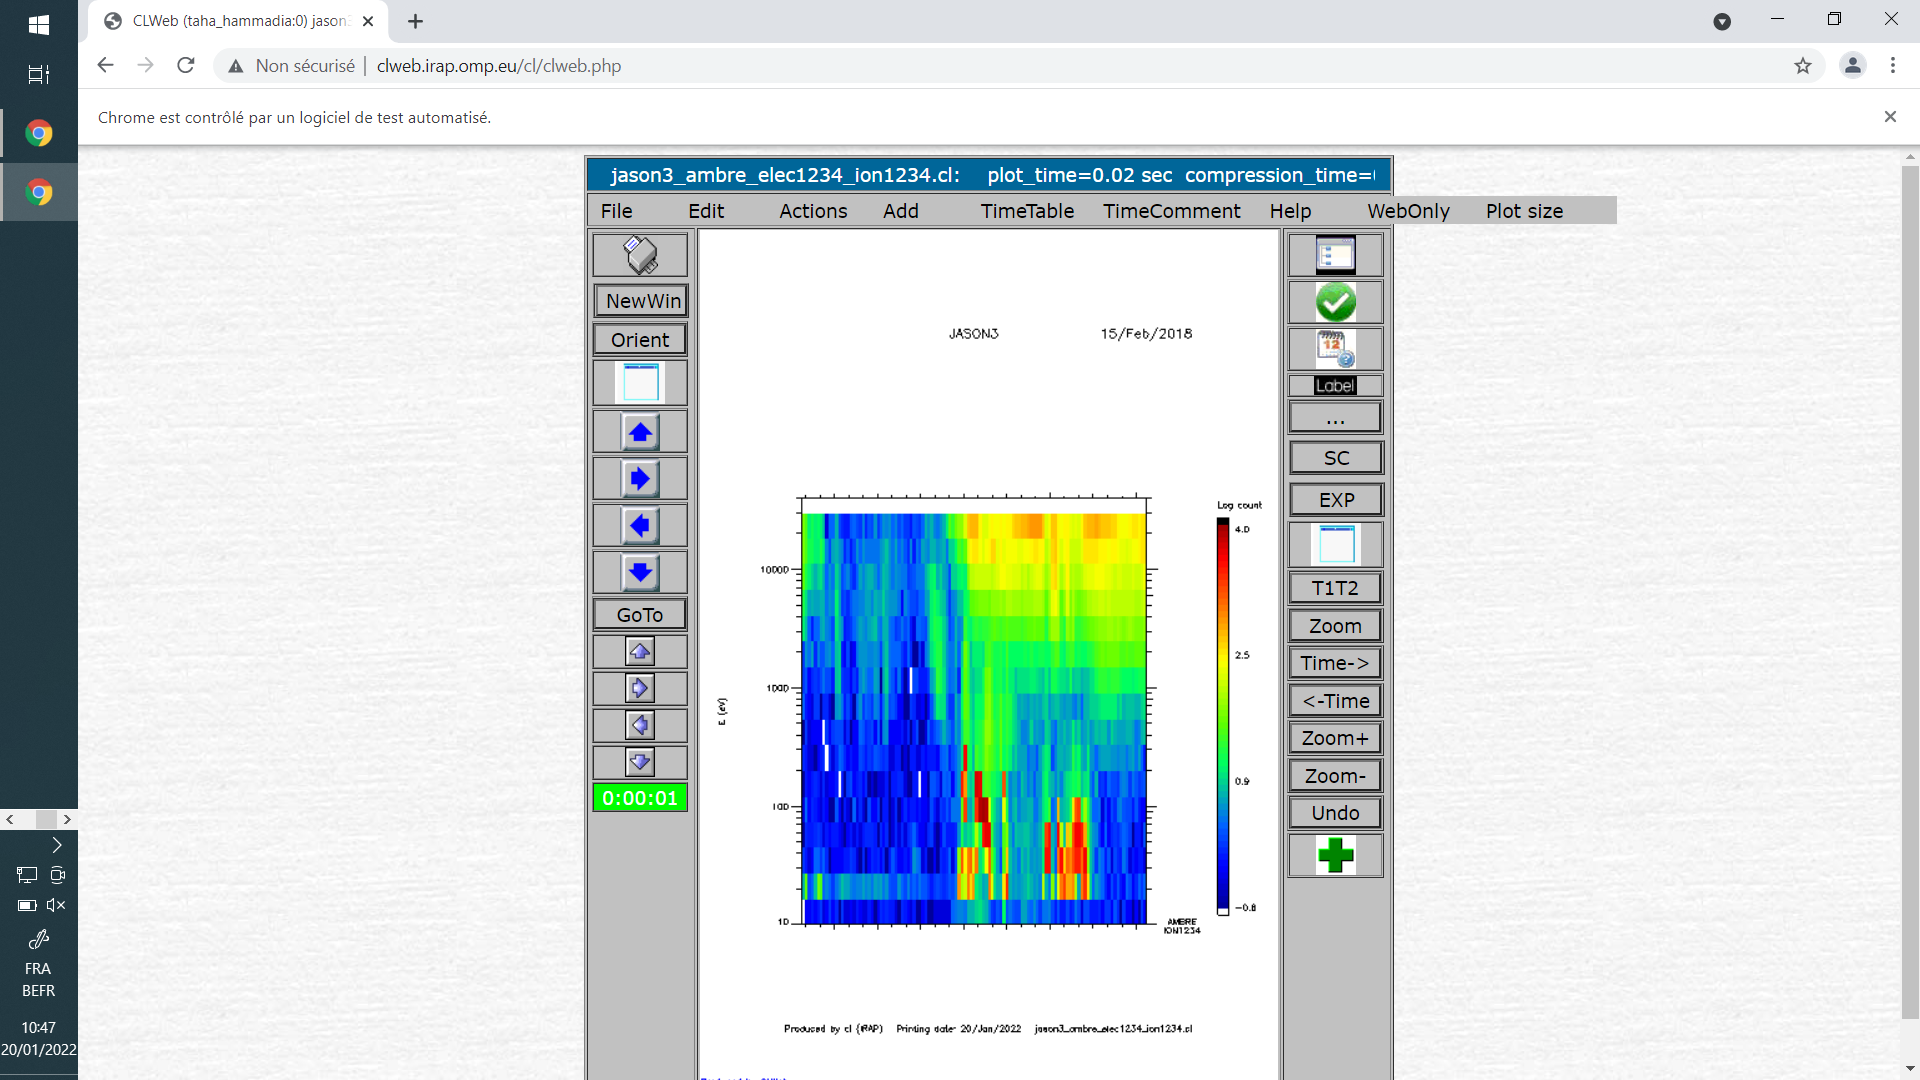 CLWeb (taha_hammadia:0) jason
Non sécurisé | clweb.irap.omp.eu/cl/clweb.php
Chrome est contrôlé par un logiciel de test automatisé.
jason3_ambre_elec1234_ion1234.cl: plot_time=0.02 sec compression_time=
File Edit Actions Add TimeTable TimeComment Help WebOnly Plot size
NewWin
Orient
GoTo
0:00:01
JASON3 15/Feb/2018
Log count
4.0
2.5
0.9
-0.8
10000
1000
100
10
E (eV)
AMBRE
ION1234
Produced by cl (IRAP) Printing date: 20/Jan/2022 jason3_ambre_elec1234_ion1234.cl
12
Label
...
SC
EXP
T1T2
Zoom
Time->
<-Time
Zoom+
Zoom-
Undo
FRA
BEFR
10:47
20/01/2022